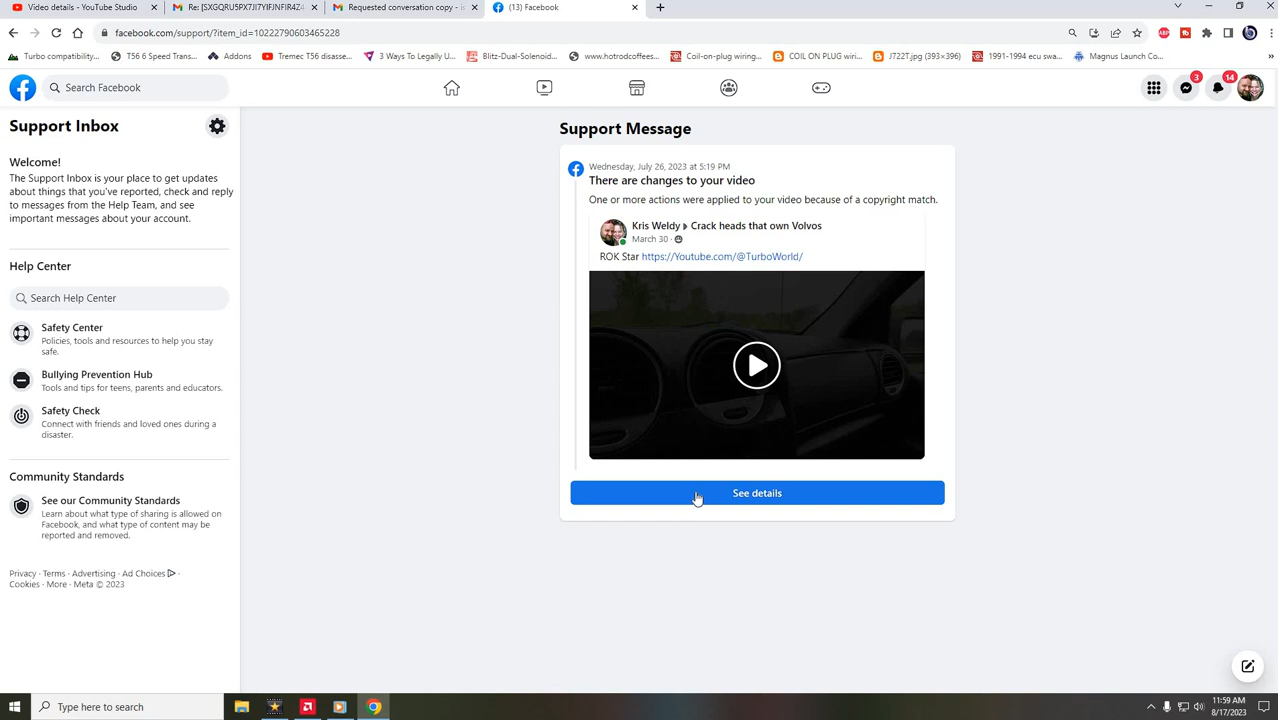 Video details - YouTube Studio
Re: [SXGQRU5PX7JI7YIFJNFIR4Z4
Requested conversation copy - is
(13) Facebook
facebook.com/support/?item_id=10222790603465228
Turbo compatibility...
T56 6 Speed Trans...
Addons
Tremec T56 disasse...
3 Ways To Legally U...
Blitz-Dual-Solenoid...
www.hotrodcoffees...
Coil-on-plug wiring...
COIL ON PLUG wiri...
J722T.jpg (393×396)
1991-1994 ecu swa...
Magnus Launch Co...
»
Search Facebook
3
14
Support Inbox
Welcome!
The Support Inbox is your place to get updates
about things that you've reported, check and reply
to messages from the Help Team, and see
important messages about your account.
Help Center
Search Help Center
Safety Center
Policies, tools and resources to help you stay
safe.
Bullying Prevention Hub
Tools and tips for teens, parents and educators.
Safety Check
Connect with friends and loved ones during a
disaster.
Community Standards
See our Community Standards
Learn about what type of sharing is allowed on
Facebook, and what type of content may be
reported and removed.
Privacy · Terms · Advertising · Ad Choices ·
Cookies · More · Meta © 2023
Support Message
Wednesday, July 26, 2023 at 5:19 PM
There are changes to your video
One or more actions were applied to your video because of a copyright match.
Kris Weldy Crack heads that own Volvos
March 30 ·
ROK Star https://Youtube.com/@TurboWorld/
See details
Type here to search
11:59 AM
8/17/2023